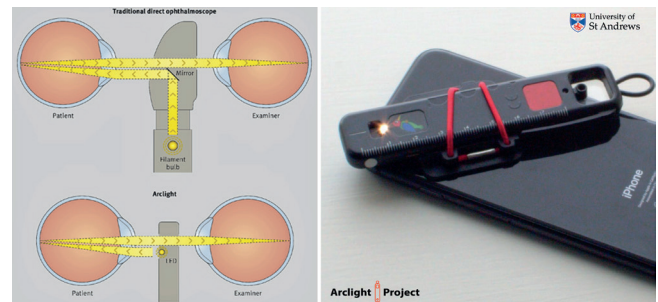 Traditional direct ophthalmoscope
Mirror
Patient
Examiner
Filament
bulb
Arclight
LED
Patient
Examiner
University of
St Andrews
iPhone
Arclight Project